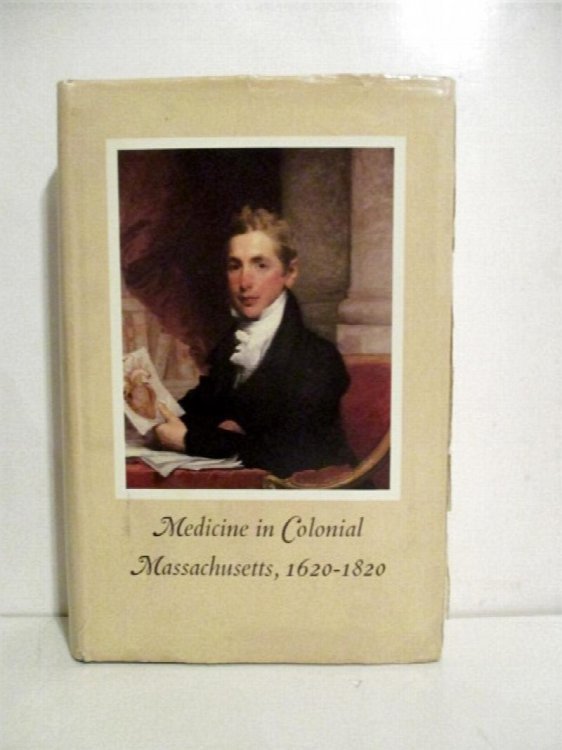 Medicine in Colonial
Massachusetts, 1620-1820